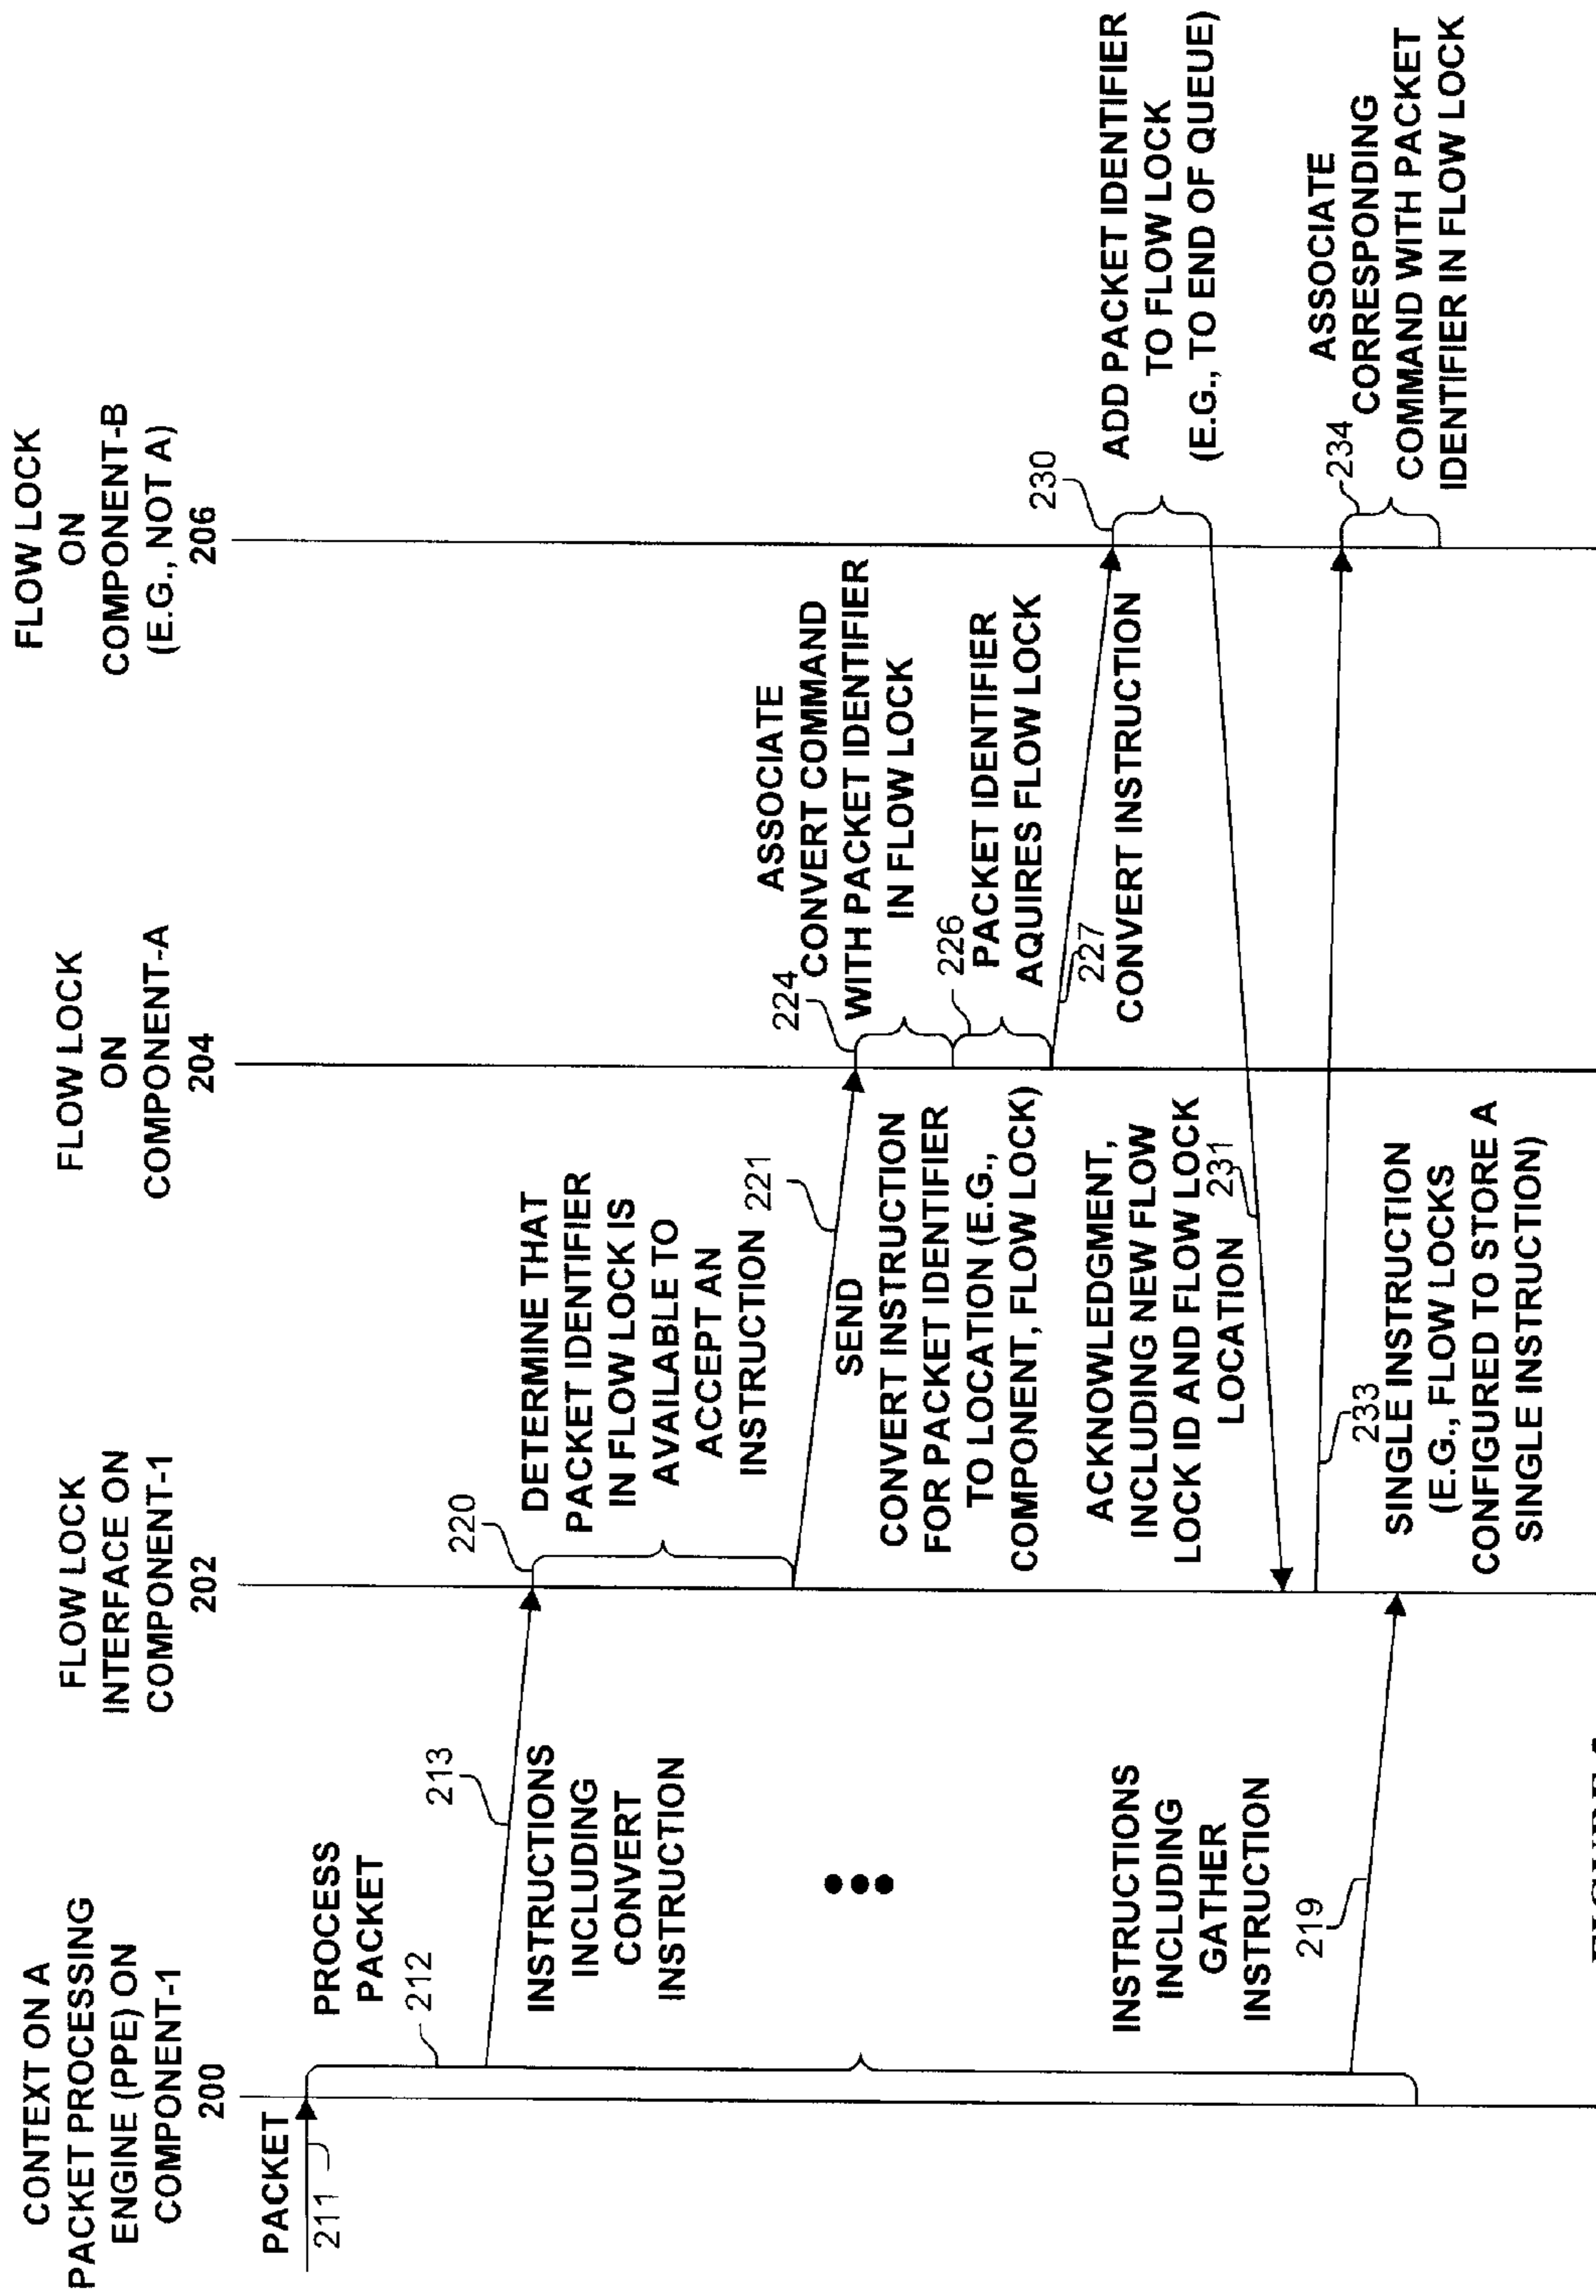 CONTEXT ON A
PACKET PROCESSING
ENGINE (PPE) ON
COMPONENT-1
200
FLOW LOCK
INTERFACE ON
COMPONENT-1
202
FLOW LOCK
ON
COMPONENT-A
204
FLOW LOCK
ON
COMPONENT-B
(E.G., NOT A)
206
PACKET
211
PROCESS
PACKET
212
213
INSTRUCTIONS
INCLUDING
CONVERT
INSTRUCTION
220
DETERMINE THAT
PACKET IDENTIFIER
IN FLOW LOCK IS
AVAILABLE TO
ACCEPT AN
INSTRUCTION
221
SEND
CONVERT INSTRUCTION
FOR PACKET IDENTIFIER
TO LOCATION (E.G.,
COMPONENT, FLOW LOCK)
224
ASSOCIATE
CONVERT COMMAND
WITH PACKET IDENTIFIER
IN FLOW LOCK
226
PACKET IDENTIFIER
AQUIRES FLOW LOCK
227
CONVERT INSTRUCTION
230
ADD PACKET IDENTIFIER
TO FLOW LOCK
(E.G., TO END OF QUEUE)
ACKNOWLEDGMENT,
INCLUDING NEW FLOW
LOCK ID AND FLOW LOCK
LOCATION
231
INSTRUCTIONS
INCLUDING
GATHER
INSTRUCTION
219
233
SINGLE INSTRUCTION
(E.G., FLOW LOCKS
CONFIGURED TO STORE A
SINGLE INSTRUCTION)
234
ASSOCIATE
CORRESPONDING
COMMAND WITH PACKET
IDENTIFIER IN FLOW LOCK